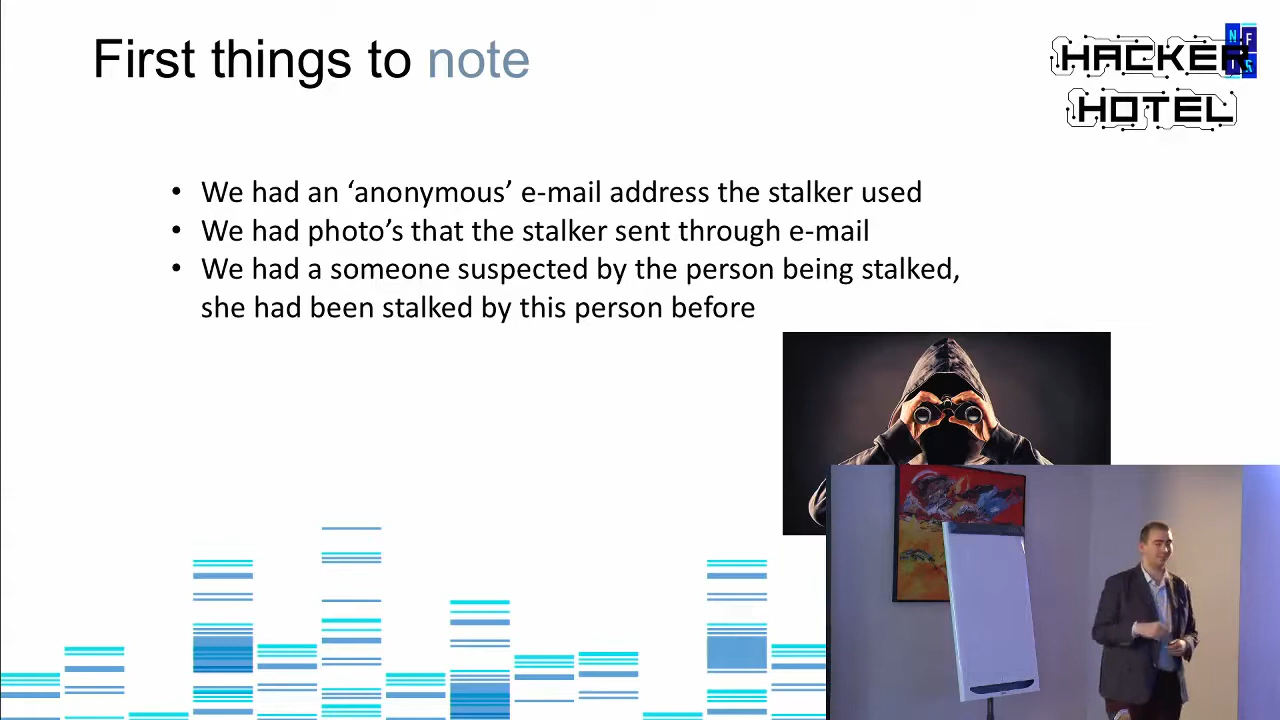 First things to note
HACKER
HOTEL
N F
I S
• We had an ‘anonymous’ e-mail address the stalker used
• We had photo’s that the stalker sent through e-mail
• We had a someone suspected by the person being stalked,
she had been stalked by this person before